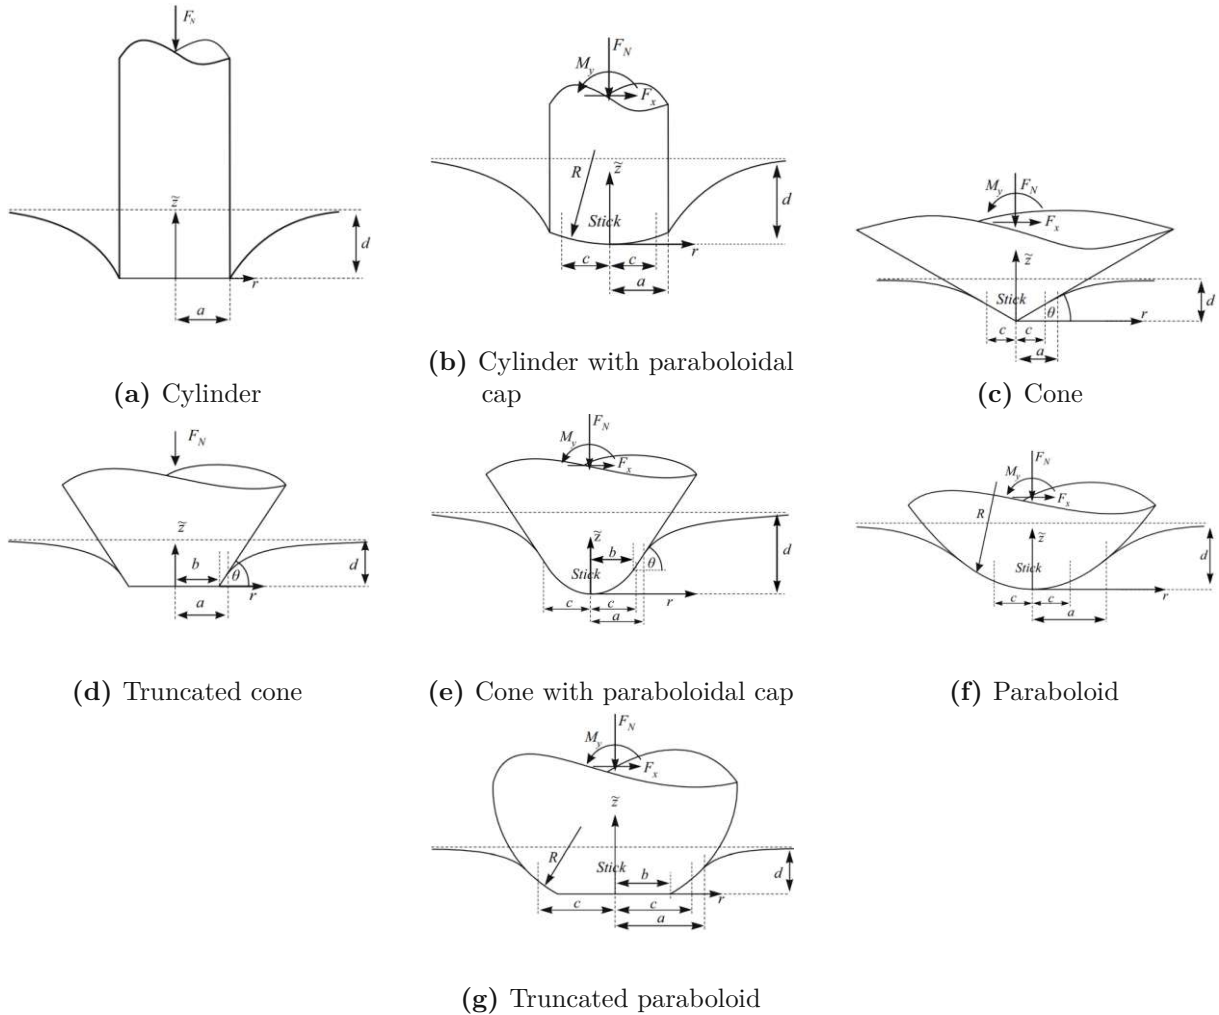 F_N
z̃
d
r
a
(a) Cylinder
F_N
M_y
F_x
z̃
R
d
Stick
r
c c
a
(b) Cylinder with paraboloidal
cap
F_N
M_y
F_x
z̃
Stick
d
θ
r
c c
a
(c) Cone
F_N
z̃
b
d
θ
r
a
(d) Truncated cone
F_N
M_y
F_x
z̃
b
d
Stick
θ
c c
r
a
(e) Cone with paraboloidal cap
F_N
M_y
F_x
R
z̃
d
Stick
c c
r
a
(f) Paraboloid
F_N
M_y
F_x
z̃
R
Stick
b
d
r
c c
a
(g) Truncated paraboloid